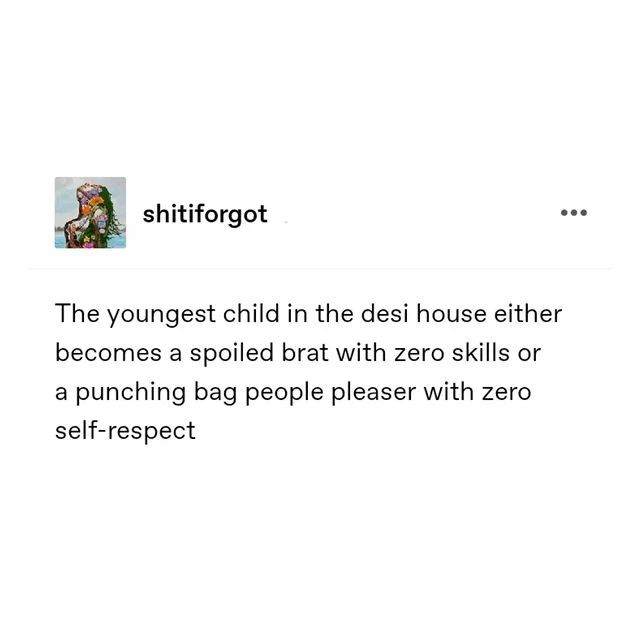 shitiforgot
The youngest child in the desi house either
becomes a spoiled brat with zero skills or
a punching bag people pleaser with zero
self-respect